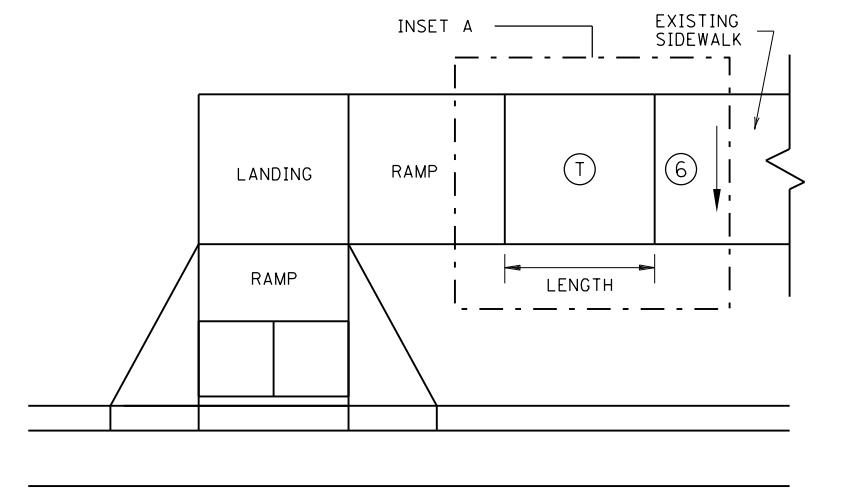 INSET A
EXISTING
SIDEWALK
LANDING
RAMP
T
6
RAMP
LENGTH